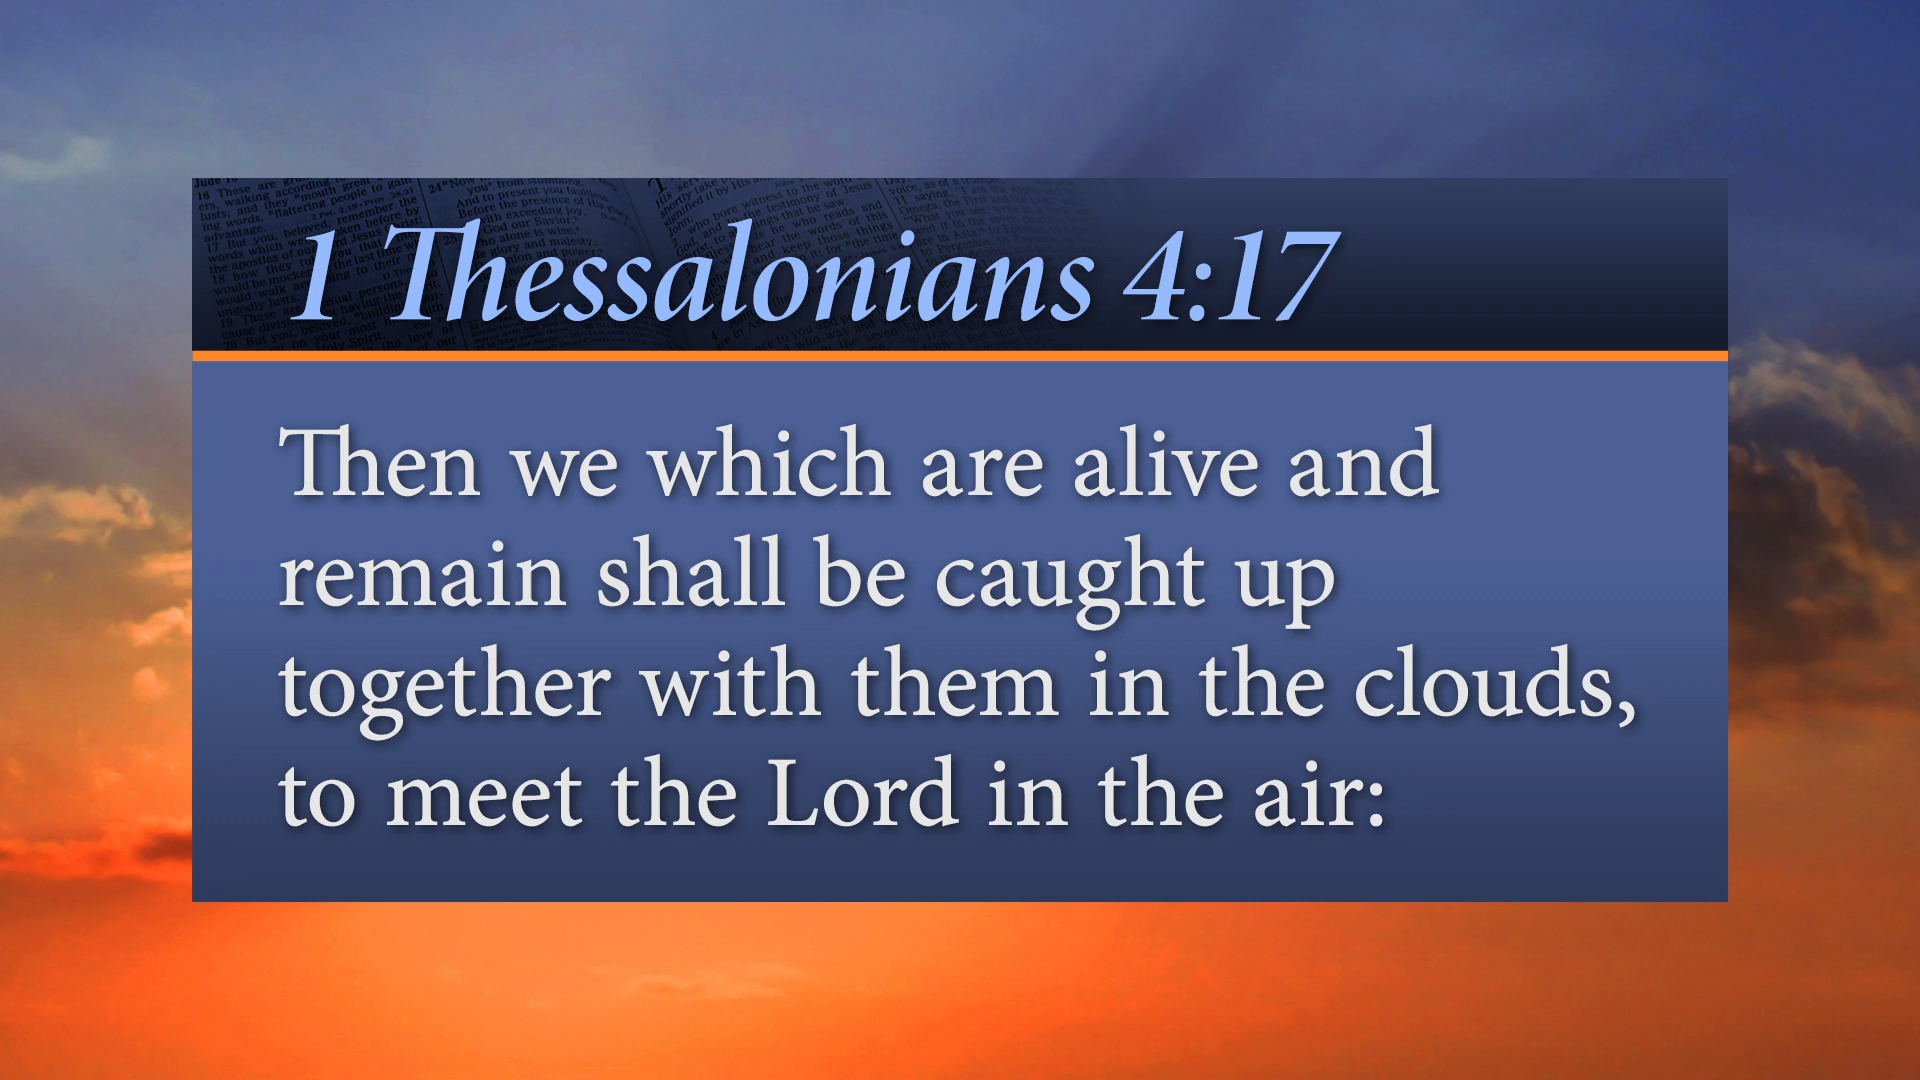 1 Thessalonians 4:17
Then we which are alive and
remain shall be caught up
together with them in the clouds,
to meet the Lord in the air: